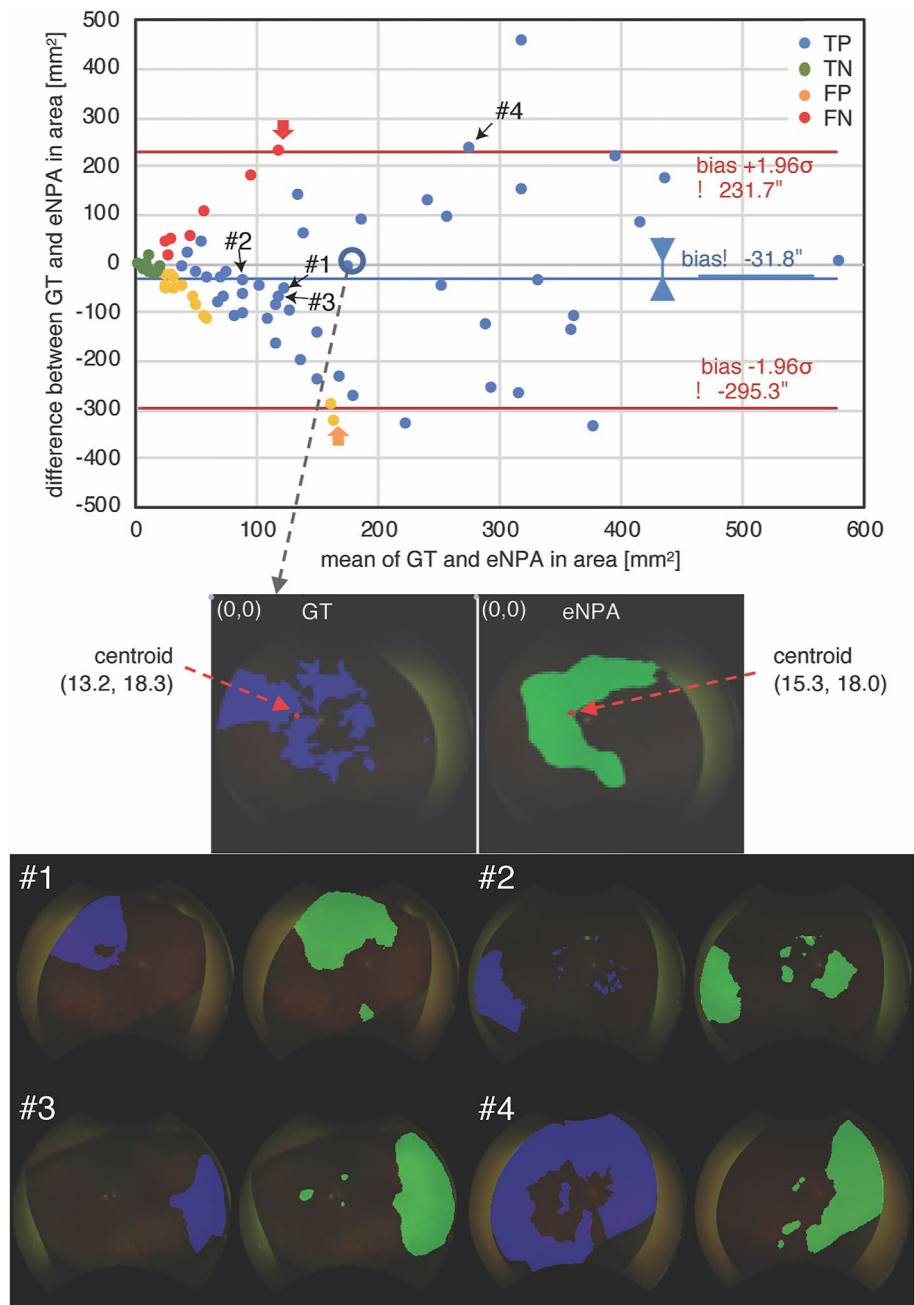 difference between GT and eNPA in area [mm²]
500
400
300
200
100
0
-100
-200
-300
-400
-500
TP
TN
FP
FN
#4
bias +1.96σ
! 231.7"
#2
#1
#3
bias! -31.8"
bias -1.96σ
! -295.3"
0 100 200 300 400 500 600
mean of GT and eNPA in area [mm²]
(0,0) GT
(0,0) eNPA
centroid
(13.2, 18.3)
centroid
(15.3, 18.0)
#1
#2
#3
#4